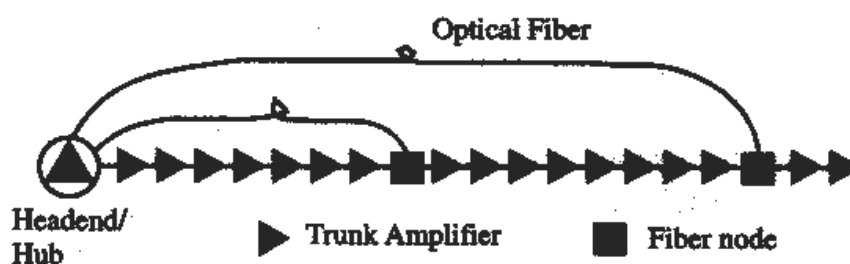 Optical Fiber
Headend/
Hub
Trunk Amplifier
Fiber node